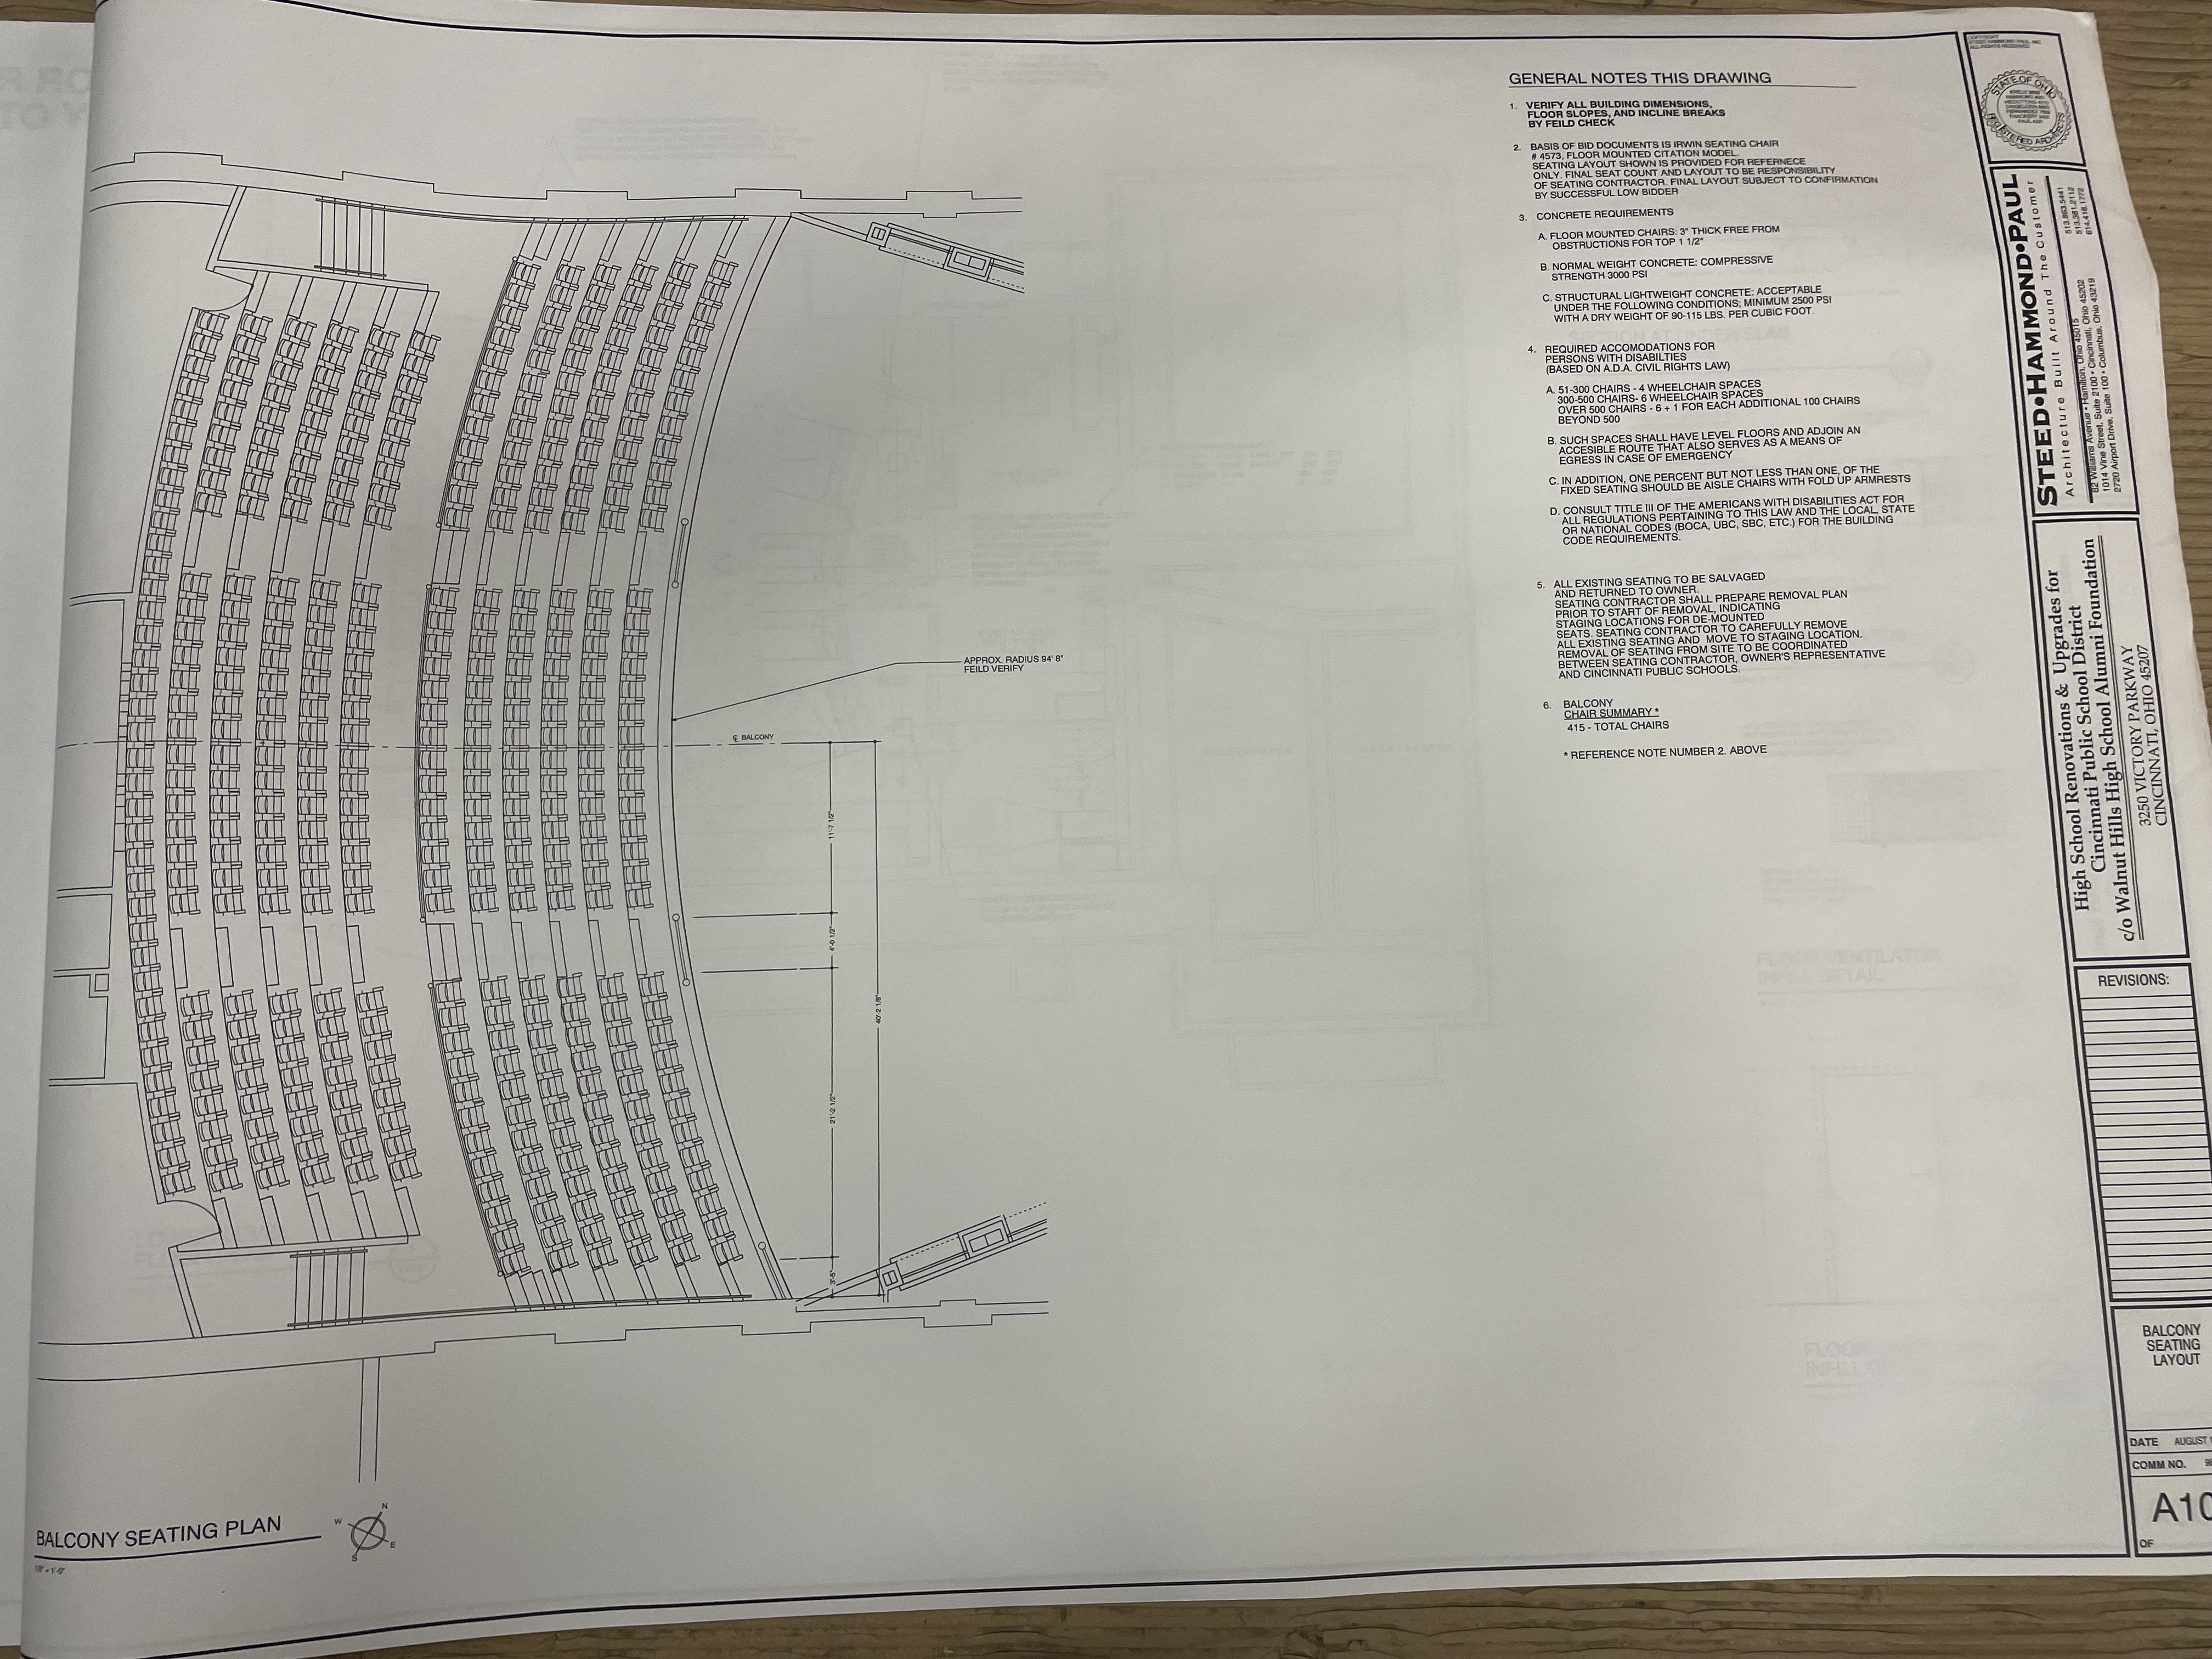 GENERAL NOTES THIS DRAWING
1. VERIFY ALL BUILDING DIMENSIONS,
FLOOR SLOPES, AND INCLINE BREAKS
BY FEILD CHECK
2. BASIS OF BID DOCUMENTS IS IRWIN SEATING CHAIR
# 4573, FLOOR MOUNTED CITATION MODEL.
SEATING LAYOUT SHOWN IS PROVIDED FOR REFERNECE
ONLY. FINAL SEAT COUNT AND LAYOUT TO BE RESPONSIBILITY
OF SEATING CONTRACTOR. FINAL LAYOUT SUBJECT TO CONFIRMATION
BY SUCCESSFUL LOW BIDDER
3. CONCRETE REQUIREMENTS
A. FLOOR MOUNTED CHAIRS: 3" THICK FREE FROM
OBSTRUCTIONS FOR TOP 1 1/2"
B. NORMAL WEIGHT CONCRETE: COMPRESSIVE
STRENGTH 3000 PSI
C. STRUCTURAL LIGHTWEIGHT CONCRETE: ACCEPTABLE
UNDER THE FOLLOWING CONDITIONS; MINIMUM 2500 PSI
WITH A DRY WEIGHT OF 90-115 LBS. PER CUBIC FOOT.
4. REQUIRED ACCOMODATIONS FOR
PERSONS WITH DISABILTIES
(BASED ON A.D.A. CIVIL RIGHTS LAW)
A. 51-300 CHAIRS - 4 WHEELCHAIR SPACES
300-500 CHAIRS- 6 WHEELCHAIR SPACES
OVER 500 CHAIRS - 6 + 1 FOR EACH ADDITIONAL 100 CHAIRS
BEYOND 500
B. SUCH SPACES SHALL HAVE LEVEL FLOORS AND ADJOIN AN
ACCESIBLE ROUTE THAT ALSO SERVES AS A MEANS OF
EGRESS IN CASE OF EMERGENCY
C. IN ADDITION, ONE PERCENT BUT NOT LESS THAN ONE, OF THE
FIXED SEATING SHOULD BE AISLE CHAIRS WITH FOLD UP ARMRESTS
D. CONSULT TITLE III OF THE AMERICANS WITH DISABILITIES ACT FOR
ALL REGULATIONS PERTAINING TO THIS LAW AND THE LOCAL, STATE
OR NATIONAL CODES (BOCA, UBC, SBC, ETC.) FOR THE BUILDING
CODE REQUIREMENTS.
5. ALL EXISTING SEATING TO BE SALVAGED
AND RETURNED TO OWNER.
SEATING CONTRACTOR SHALL PREPARE REMOVAL PLAN
PRIOR TO START OF REMOVAL, INDICATING
STAGING LOCATIONS FOR DE-MOUNTED
SEATS. SEATING CONTRACTOR TO CAREFULLY REMOVE
ALL EXISTING SEATING AND MOVE TO STAGING LOCATION.
REMOVAL OF SEATING FROM SITE TO BE COORDINATED
BETWEEN SEATING CONTRACTOR, OWNER'S REPRESENTATIVE
AND CINCINNATI PUBLIC SCHOOLS.
6. BALCONY
CHAIR SUMMARY *
415 - TOTAL CHAIRS
* REFERENCE NOTE NUMBER 2. ABOVE
APPROX. RADIUS 94' 8"
FEILD VERIFY
℄ BALCONY
11'-7 1/2"
4'-0 1/2"
21'-2 1/2"
3'-5"
40'-2 1/8"
BALCONY SEATING PLAN
N
W
E
S
STATE OF OHIO
STEED•HAMMOND•PAUL
Architecture Built Around The Customer
82 Williams Avenue • Hamilton, Ohio 45015
1014 Vine Street, Suite 2100 • Cincinnati, Ohio 45202
2720 Airport Drive, Suite 100 • Columbus, Ohio 43219
513.863.5441
513.381.2112
614.418.1772
High School Renovations & Upgrades for
Cincinnati Public School District
c/o Walnut Hills High School Alumni Foundation
3250 VICTORY PARKWAY
CINCINNATI, OHIO 45207
REVISIONS:
BALCONY
SEATING
LAYOUT
DATE AUGUST
COMM NO.
A10
OF